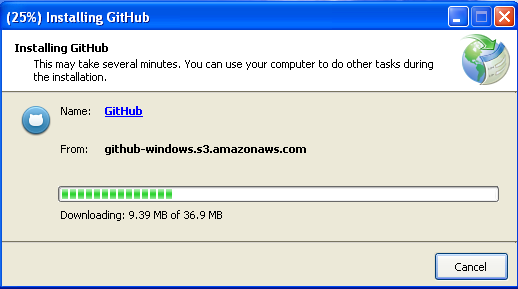 (25%) Installing GitHub
Installing GitHub
This may take several minutes. You can use your computer to do other tasks during
the installation.
Name: GitHub
From: github-windows.s3.amazonaws.com
Downloading: 9.39 MB of 36.9 MB
Cancel